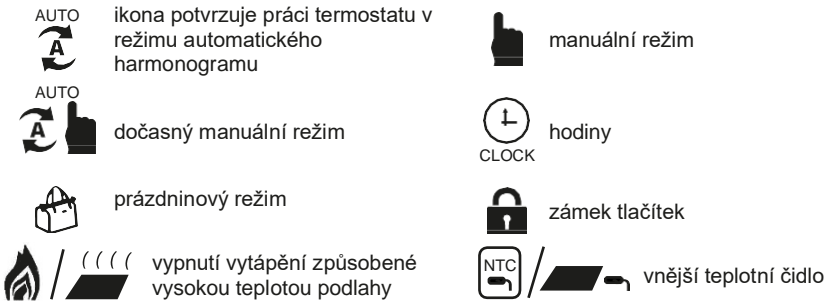 AUTO
A
ikona potvrzuje práci termostatu v
režimu automatického
harmonogramu
AUTO
A
dočasný manuální režim
prázdninový režim
vypnutí vytápění způsobené
vysokou teplotou podlahy
manuální režim
CLOCK
hodiny
zámek tlačítek
NTC
vnější teplotní čidlo